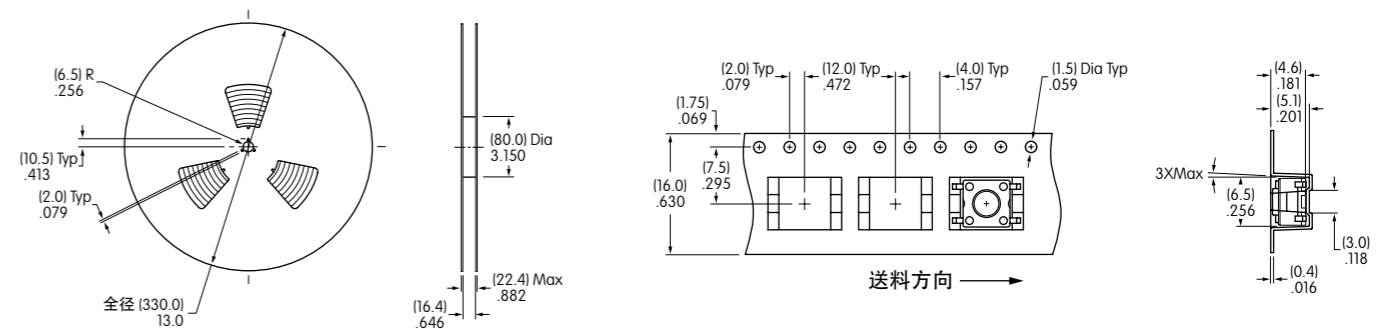 (6.5) R
.256
(10.5) Typ
.413
(2.0) Typ
.079
全径 (330.0)
13.0
(80.0) Dia
3.150
(22.4) Max
.882
(16.4)
.646
(2.0) Typ
.079
(12.0) Typ
.472
(4.0) Typ
.157
(1.5) Dia Typ
.059
(1.75)
.069
(7.5)
.295
(16.0)
.630
送料方向
(4.6)
.181
(5.1)
.201
3XMax
(6.5)
.256
(3.0)
.118
(0.4)
.016